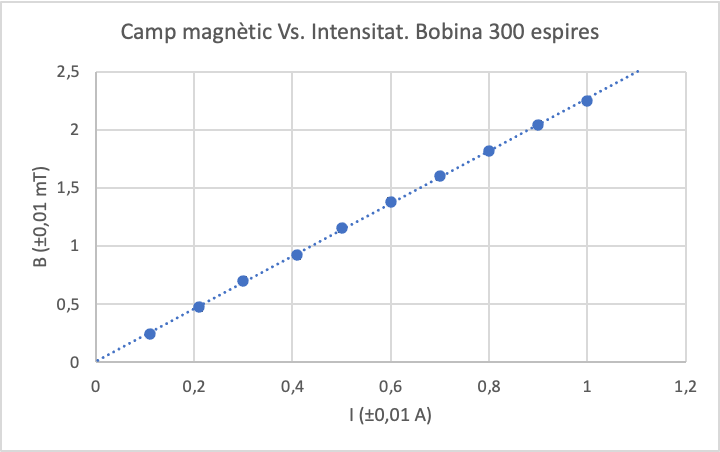 Camp magnètic Vs. Intensitat. Bobina 300 espires
2,5
2
1,5
1
0,5
0
B (±0,01 mT)
0 0,2 0,4 0,6 0,8 1 1,2
I (±0,01 A)